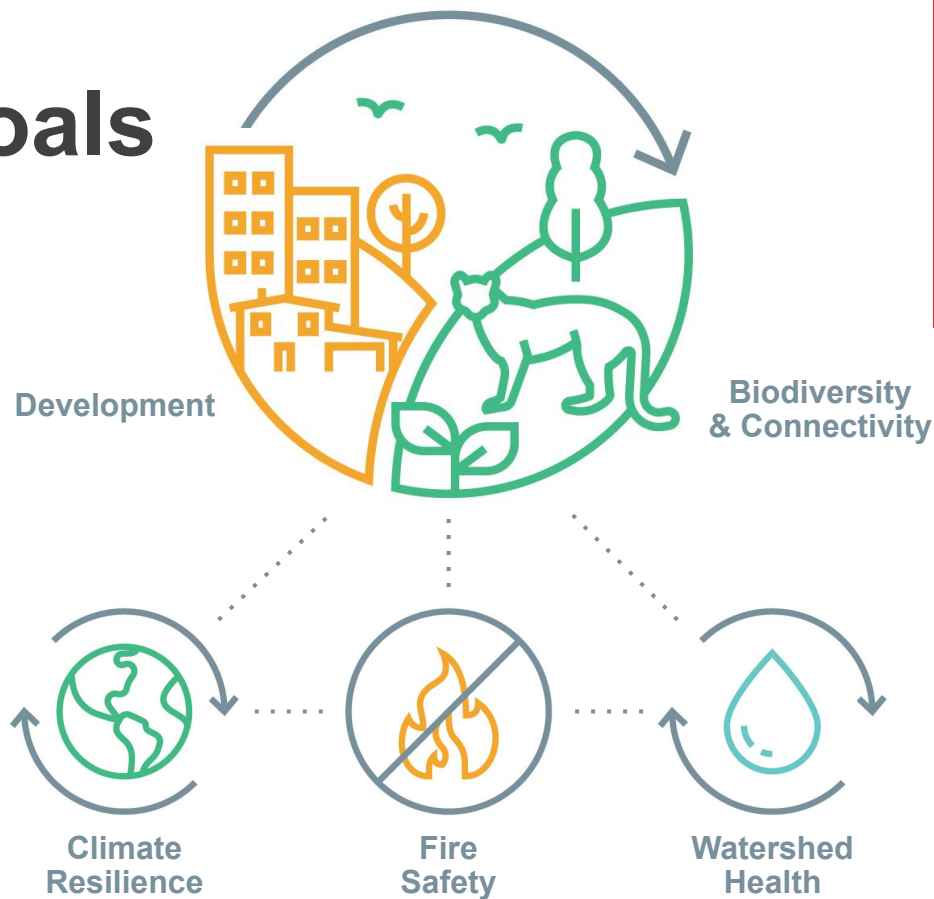 oals
Development
Biodiversity
& Connectivity
Climate
Resilience
Fire
Safety
Watershed
Health